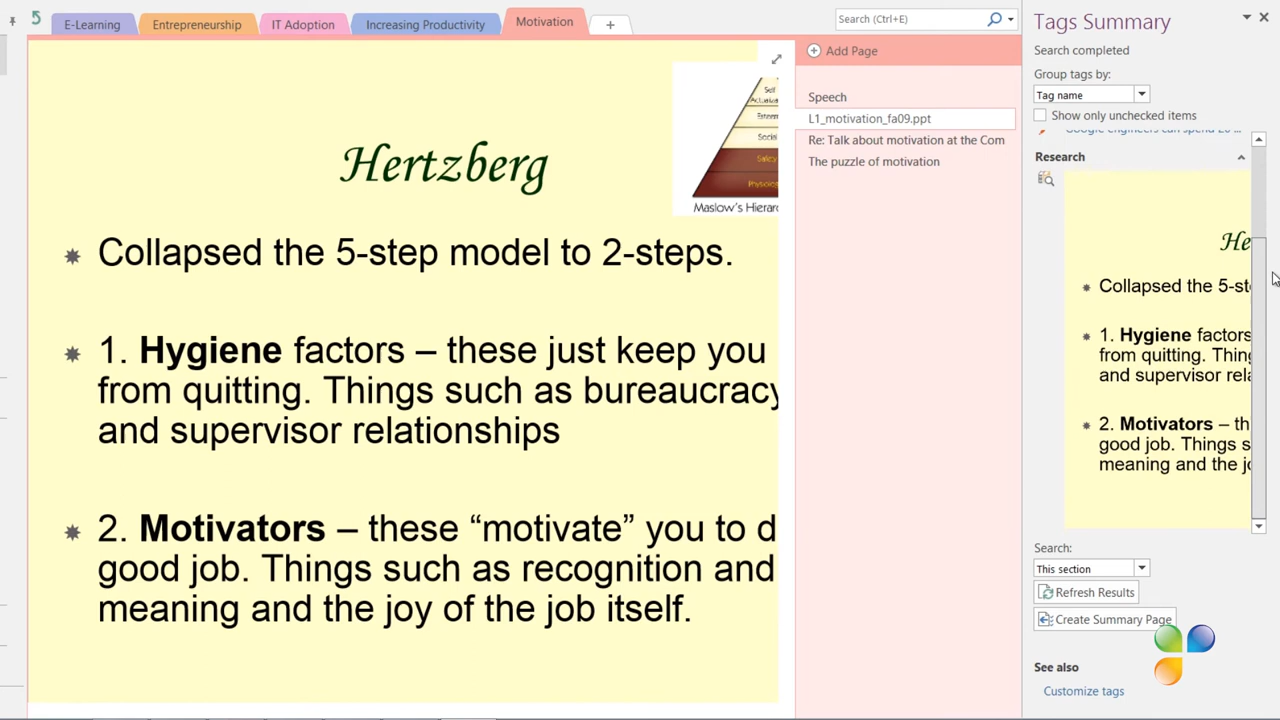 E-Learning
Entrepreneurship
IT Adoption
Increasing Productivity
Motivation
+
Search (Ctrl+E)
Hertzberg
Self
Esteem
Social
Safety
Maslow's Hierarc
Collapsed the 5-step model to 2-steps.
1. Hygiene factors – these just keep you
from quitting. Things such as bureaucracy
and supervisor relationships
2. Motivators – these “motivate” you to d
good job. Things such as recognition and
meaning and the joy of the job itself.
Add Page
Speech
L1_motivation_fa09.ppt
Re: Talk about motivation at the Com
The puzzle of motivation
Tags Summary
Search completed
Group tags by:
Tag name
Show only unchecked items
Google engineers can spend 20 ...
Research
He
Collapsed the 5-st
1. Hygiene factors
from quitting. Thin
and supervisor rela
2. Motivators – th
good job. Things s
meaning and the jo
Search:
This section
Refresh Results
Create Summary Page
See also
Customize tags